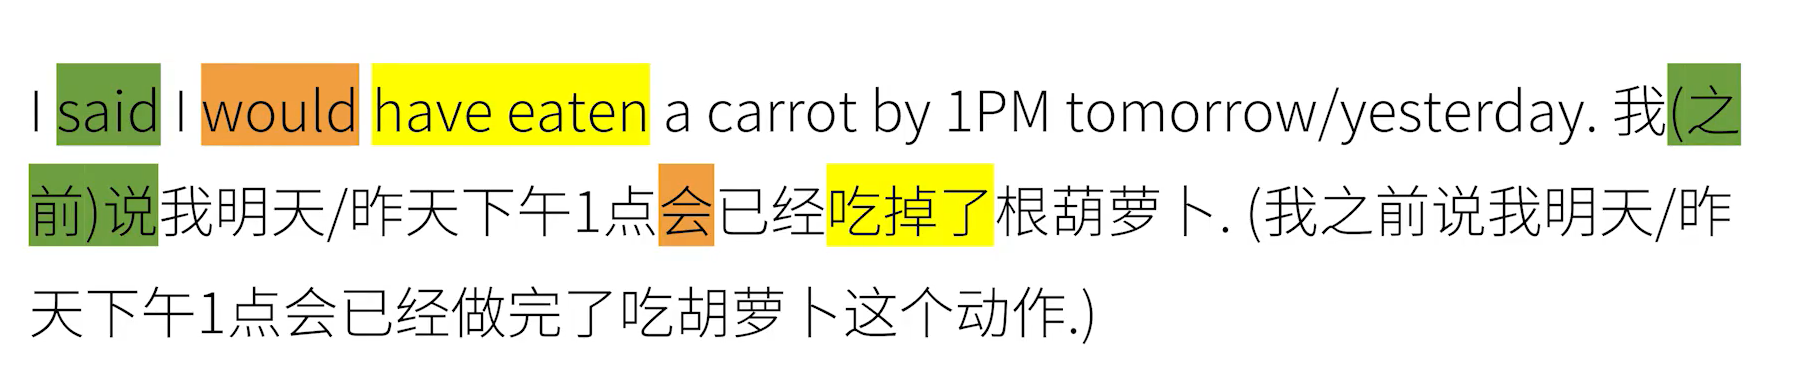 I said I would have eaten a carrot by 1PM tomorrow/yesterday. 我(之
前)说我明天/昨天下午1点会已经吃掉了根葫萝卜. (我之前说我明天/昨
天下午1点会已经做完了吃胡萝卜这个动作.)